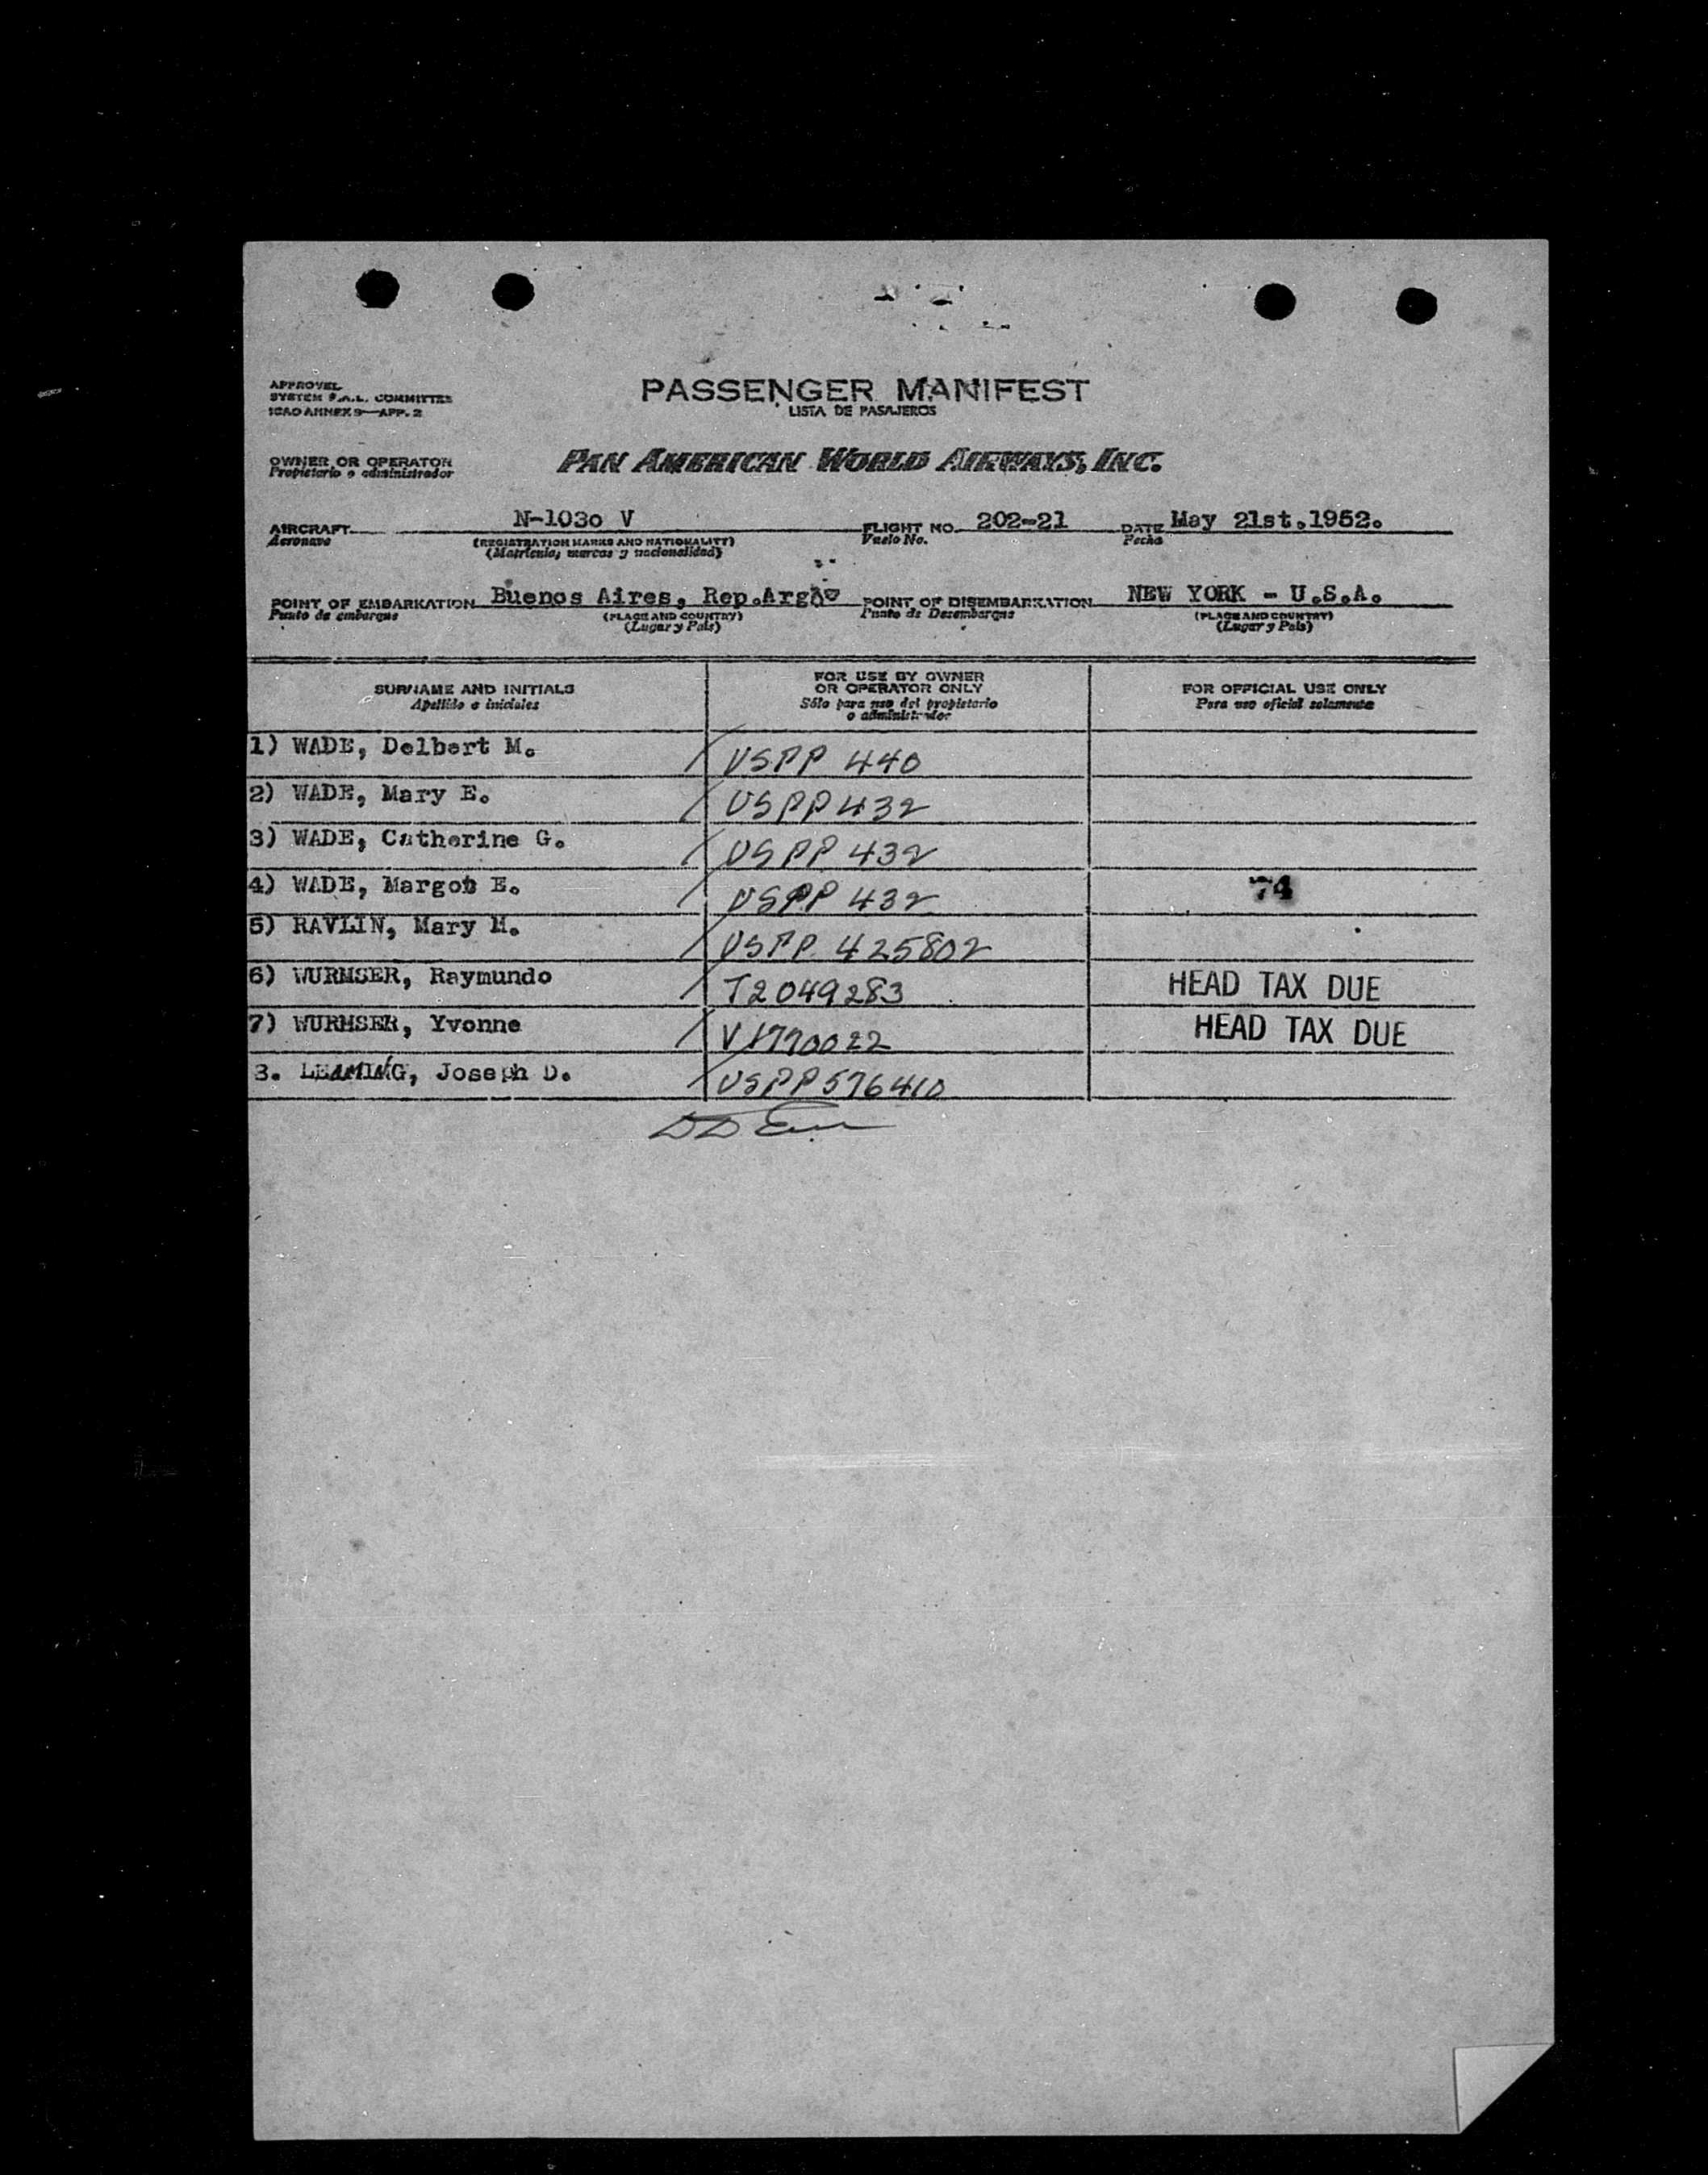 APPROVEL
SYSTEM F.A.L. COMMITTEE
ICAO ANNEX 9—APP. 2
PASSENGER MANIFEST
LISTA DE PASAJEROS
OWNER OR OPERATOR
Propietario o administrador
PAN AMERICAN WORLD AIRWAYS, INC.
AIRCRAFT N-103o V FLIGHT NO. 202-21 DATE May 21st.1952.
Aeronave (REGISTRATION MARKS AND NATIONALITY) Vuelo No. Fecha
(Matrícula, marcas y nacionalidad)
POINT OF EMBARKATION Buenos Aires, Rep.Arg POINT OF DISEMBARKATION NEW YORK - U.S.A.
Punto de embarque (PLACE AND COUNTRY) Punto de Desembarque (PLACE AND COUNTRY)
(Lugar y País) (Lugar y País)
SURNAME AND INITIALS
Apellido e iniciales
FOR USE BY OWNER
OR OPERATOR ONLY
Sólo para uso del propietario
o administrador
FOR OFFICIAL USE ONLY
Para uso oficial solamente
1) WADE, Delbert M. / USPP 440
2) WADE, Mary E. / USPP 432
3) WADE, Catherine G. / USPP 432
4) WADE, Margot E. / USPP 432 74
5) RAVLIN, Mary M. / USPP 425802
6) WURMSER, Raymundo / T2049283 HEAD TAX DUE
7) WURMSER, Yvonne / V1770022 HEAD TAX DUE
8. LEAMING, Joseph D. / USPP 576410